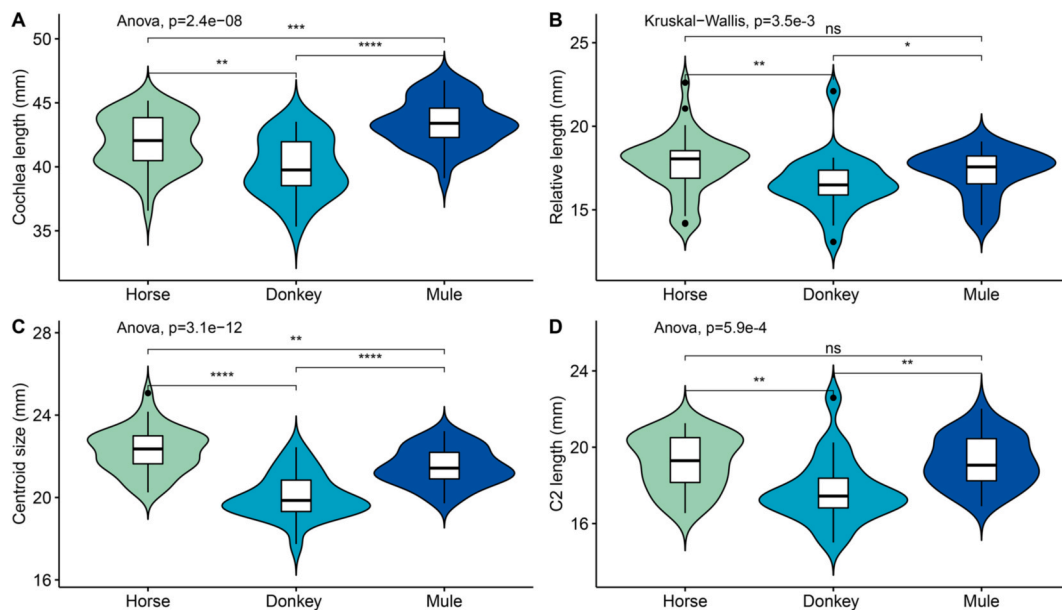 A
Anova, p=2.4e−08
Cochlea length (mm)
50
45
40
35
***
**
****
Horse
Donkey
Mule
B
Kruskal−Wallis, p=3.5e-3
Relative length (mm)
25
20
15
ns
**
*
Horse
Donkey
Mule
C
Anova, p=3.1e−12
Centroid size (mm)
28
24
20
16
**
****
****
Horse
Donkey
Mule
D
Anova, p=5.9e-4
C2 length (mm)
24
20
16
ns
**
**
Horse
Donkey
Mule